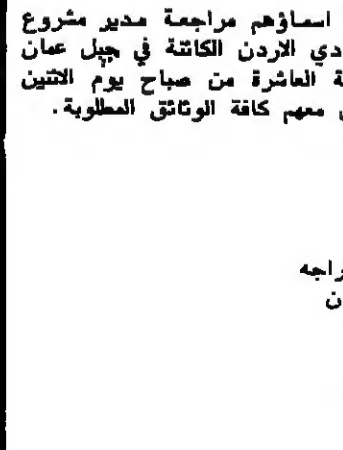 اسماؤهم مراجعة مدير مشروع
دي الاردن الكائنة في جبل عمان
ة العاشرة من صباح يوم الاثنين
معهم كافة الوثائق المطلوبة .
راجه
ن